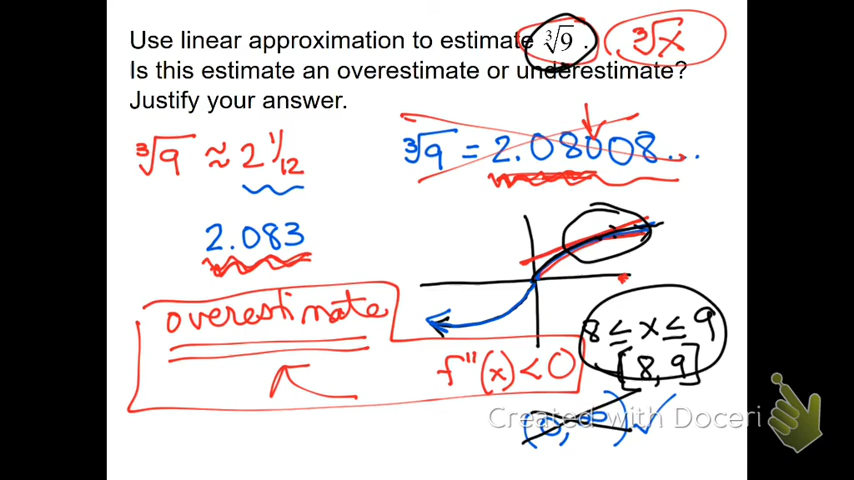 Use linear approximation to estimate ∛9 . ∛x
Is this estimate an overestimate or underestimate?
Justify your answer.
∛9 ≈ 2 1/12
∛9 = 2.08008...
2.083
overestimate
f''(x) < 0
8 ≤ x ≤ 9
[8, 9]
Created with Doceri